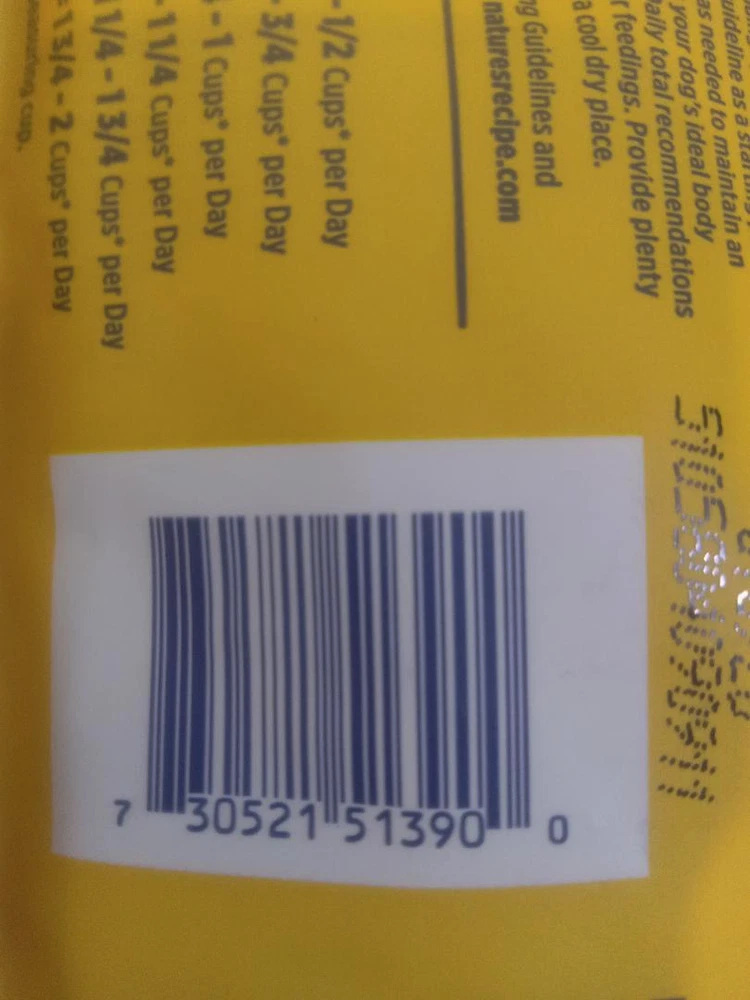 guideline as a
as needed to maintain an
your dog's ideal body
daily total recommendations
feedings. Provide plenty
a cool dry place.
Guidelines and
naturesrecipe.com
-1/2 Cups* per Day
3/4 Cups* per Day
-1 Cups* per Day
-1 1/4 Cups* per Day
1 1/4 - 1 3/4 Cups* per Day
1 3/4 - 2 Cups* per Day
cup.
7 30521 51390 0